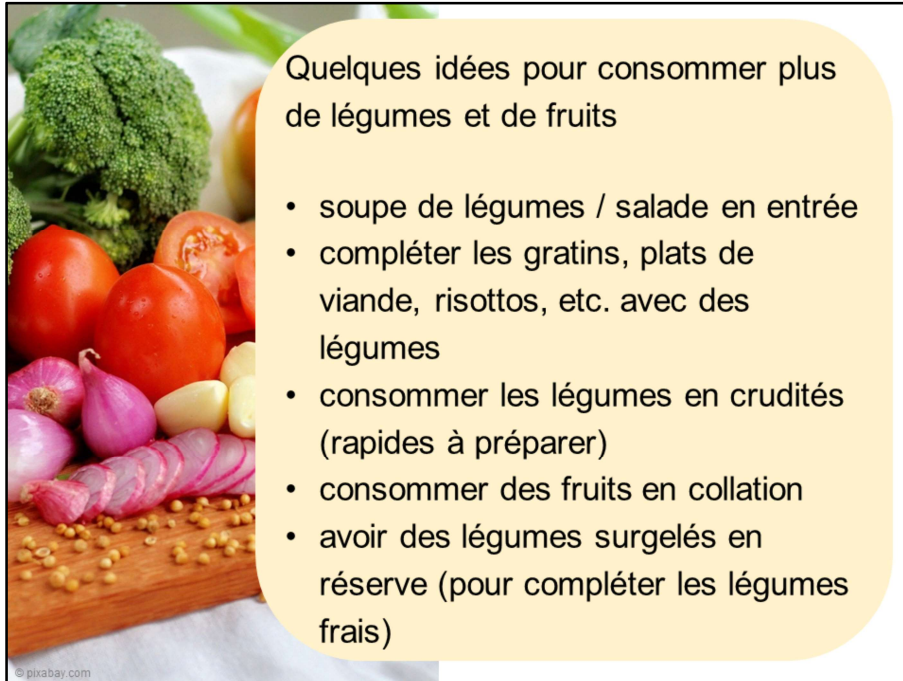 Quelques idées pour consommer plus
de légumes et de fruits
• soupe de légumes / salade en entrée
• compléter les gratins, plats de
viande, risottos, etc. avec des
légumes
• consommer les légumes en crudités
(rapides à préparer)
• consommer des fruits en collation
• avoir des légumes surgelés en
réserve (pour compléter les légumes
frais)
© pixabay.com